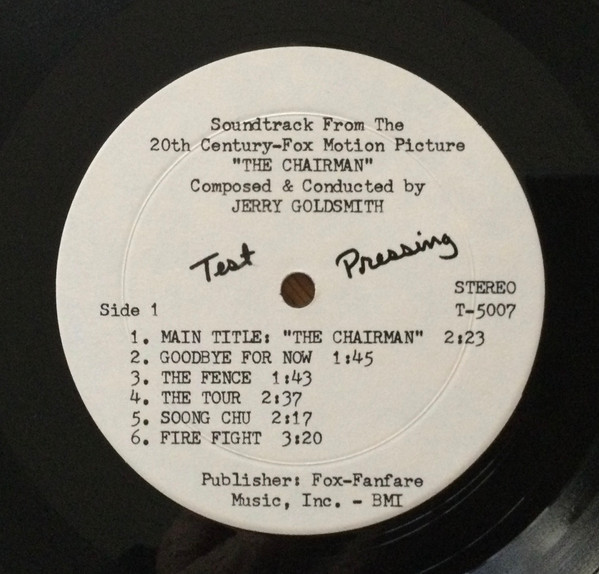 Soundtrack From The
20th Century-Fox Motion Picture
"THE CHAIRMAN"
Composed & Conducted by
JERRY GOLDSMITH
Test Pressing
STEREO
Side 1 T-5007
1. MAIN TITLE: "THE CHAIRMAN" 2:23
2. GOODBYE FOR NOW 1:45
3. THE FENCE 1:43
4. THE TOUR 2:37
5. SOONG CHU 2:17
6. FIRE FIGHT 3:20
Publisher: Fox-Fanfare
Music, Inc. - BMI